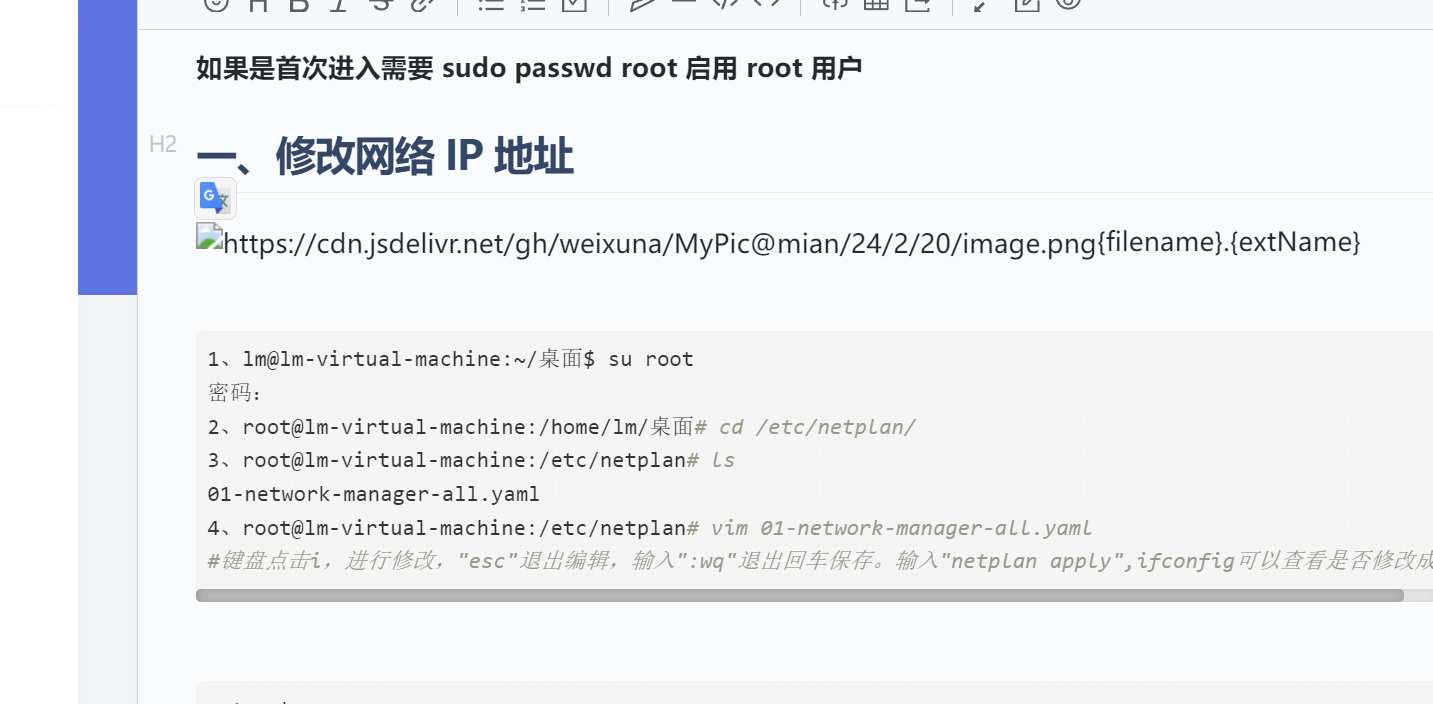 如果是首次进入需要 sudo passwd root 启用 root 用户
H2
一、修改网络 IP 地址
https://cdn.jsdelivr.net/gh/weixuna/MyPic@mian/24/2/20/image.png{filename}.{extName}
1、lm@lm-virtual-machine:~/桌面$ su root
密码：
2、root@lm-virtual-machine:/home/lm/桌面# cd /etc/netplan/
3、root@lm-virtual-machine:/etc/netplan# ls
01-network-manager-all.yaml
4、root@lm-virtual-machine:/etc/netplan# vim 01-network-manager-all.yaml
#键盘点击i，进行修改，"esc"退出编辑，输入":wq"退出回车保存。输入"netplan apply",ifconfig可以查看是否修改成